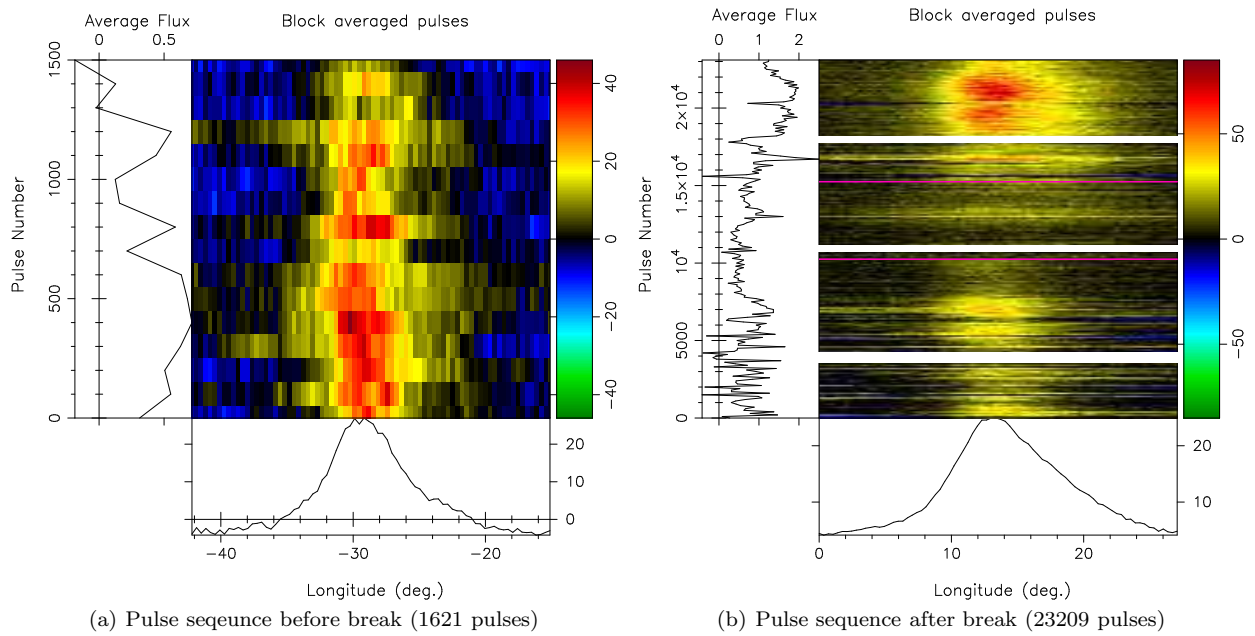 Average Flux
Block averaged pulses
0 0.5
Pulse Number
0 500 1000 1500
40
20
0
−20
−40
20
10
0
−40 −30 −20
Longitude (deg.)
(a) Pulse seqeunce before break (1621 pulses)
Average Flux
Block averaged pulses
0 1 2
Pulse Number
0 5000 10⁴ 1.5×10⁴ 2×10⁴
50
0
−50
20
10
0 10 20
Longitude (deg.)
(b) Pulse sequence after break (23209 pulses)